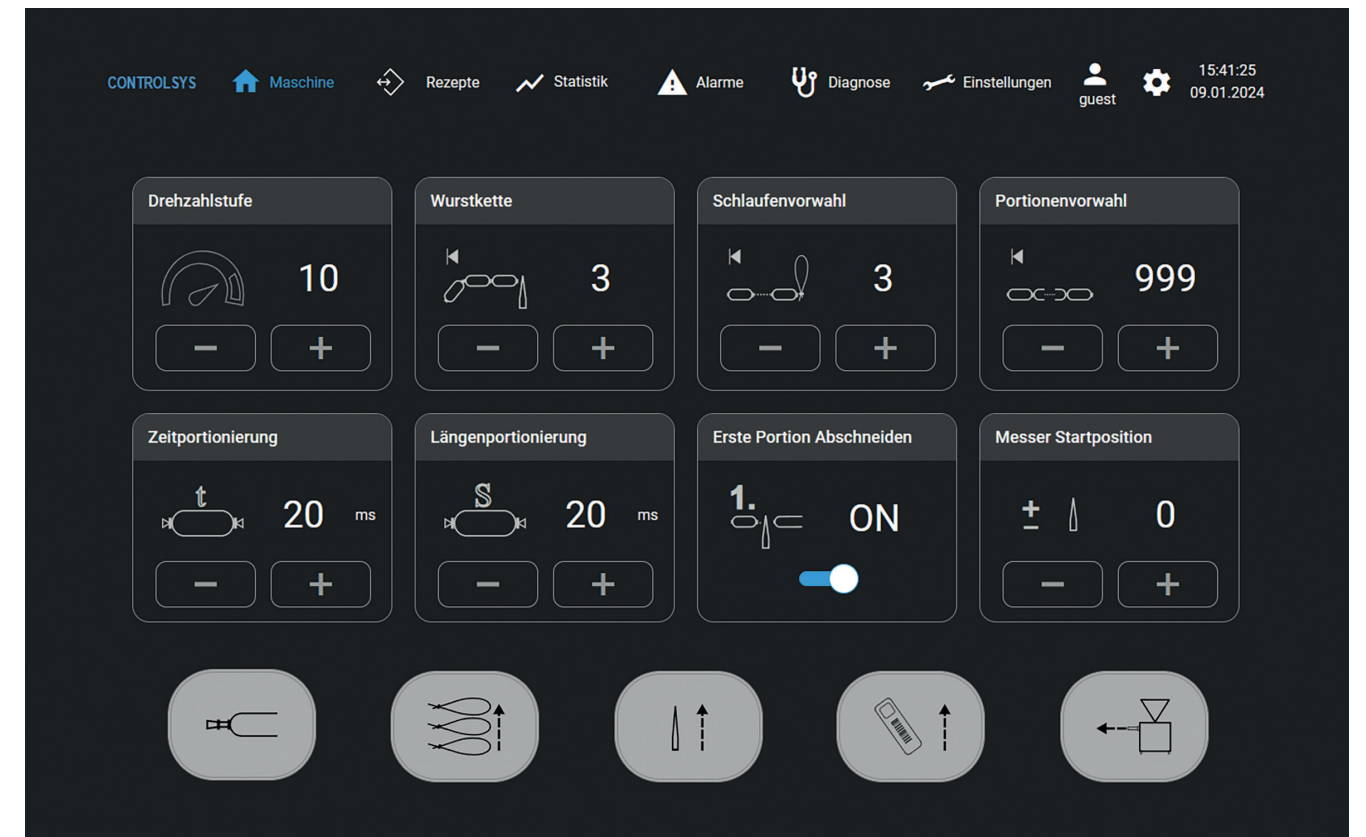 CONTROLSYS Maschine Rezepte Statistik Alarme Diagnose Einstellungen guest 15:41:25
09.01.2024
Drehzahlstufe Wurstkette Schlaufenvorwahl Portionenvorwahl
10 3 3 999
− + − + − + − +
Zeitportionierung Längenportionierung Erste Portion Abschneiden Messer Startposition
t 20 ms S 20 ms 1. ON ± 0
− + − + − +